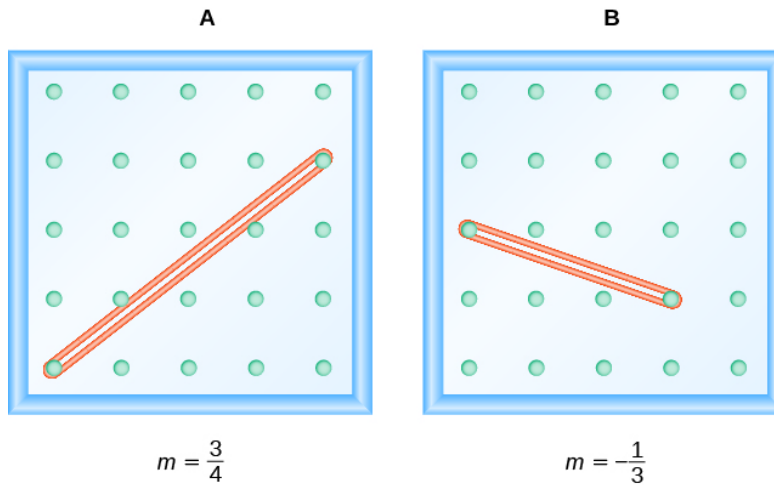 A
B
m = 3/4
m = -1/3